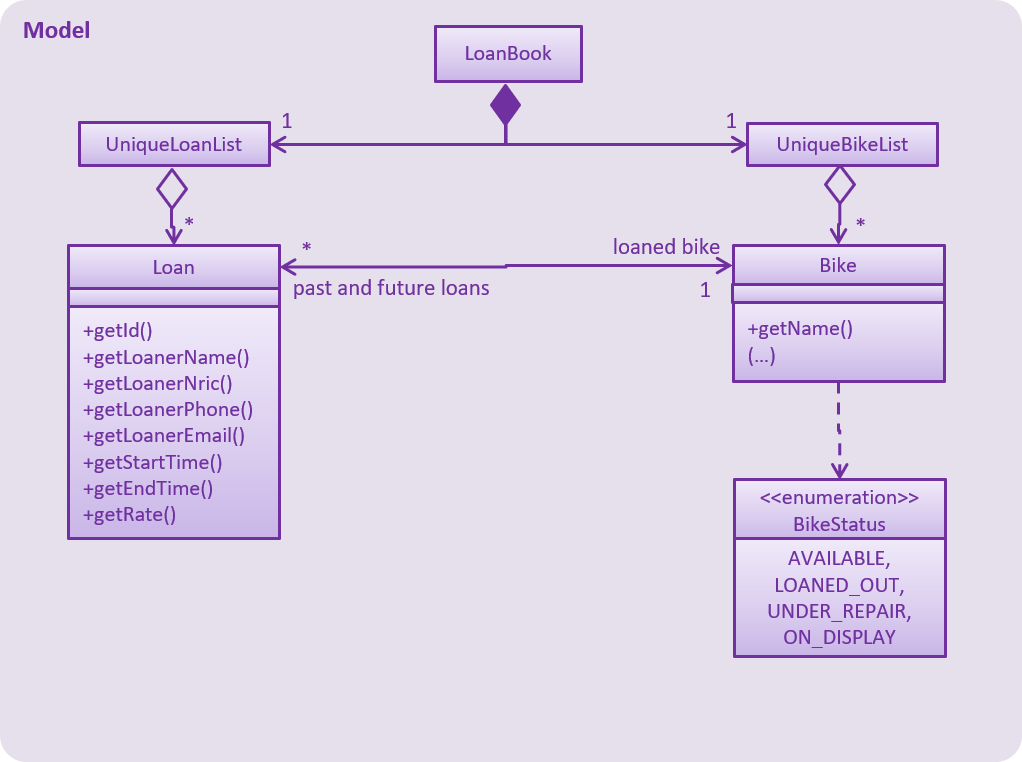 Model
LoanBook
1
1
UniqueLoanList
UniqueBikeList
*
*
*
loaned bike
Loan
Bike
past and future loans
1
+getId()
+getLoanerName()
+getLoanerNric()
+getLoanerPhone()
+getLoanerEmail()
+getStartTime()
+getEndTime()
+getRate()
+getName()
(...)
<<enumeration>>
BikeStatus
AVAILABLE,
LOANED_OUT,
UNDER_REPAIR,
ON_DISPLAY